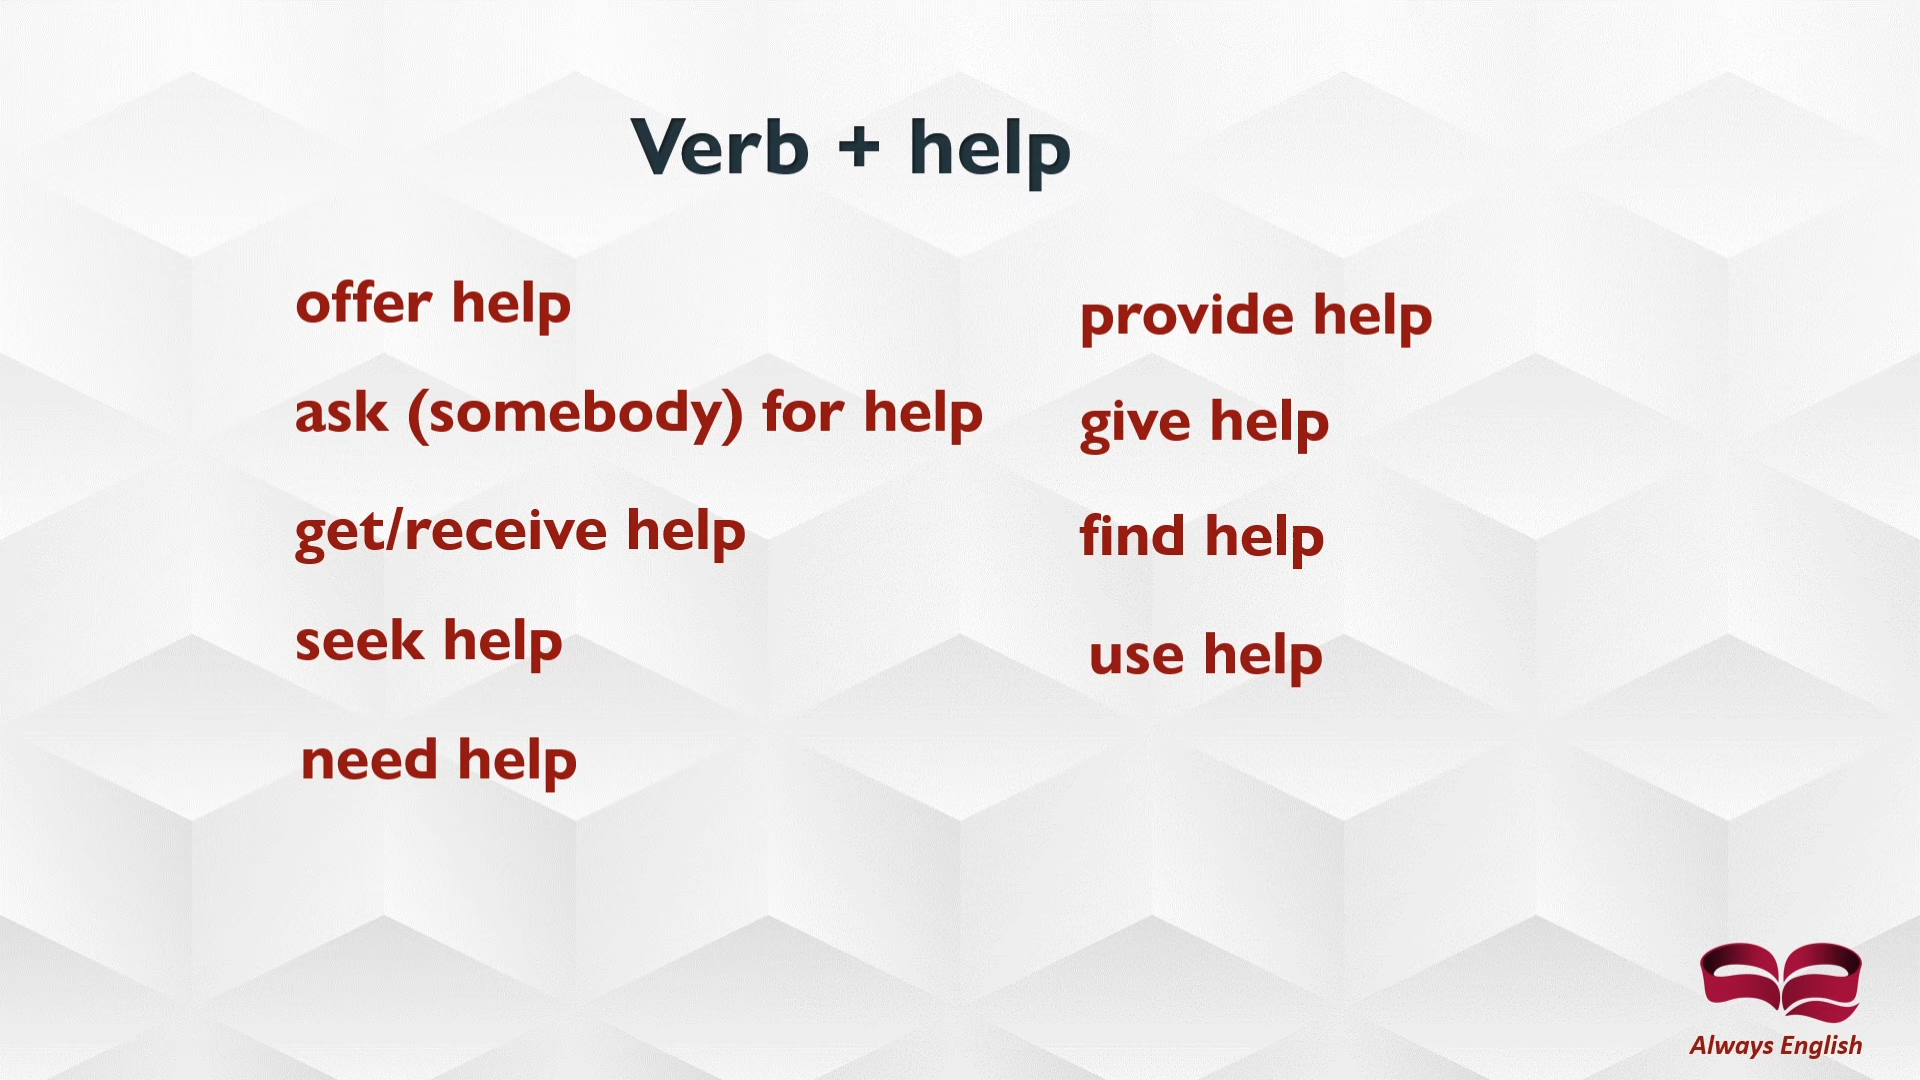 Verb + help
offer help
ask (somebody) for help
get/receive help
seek help
need help
provide help
give help
find help
use help
Always English